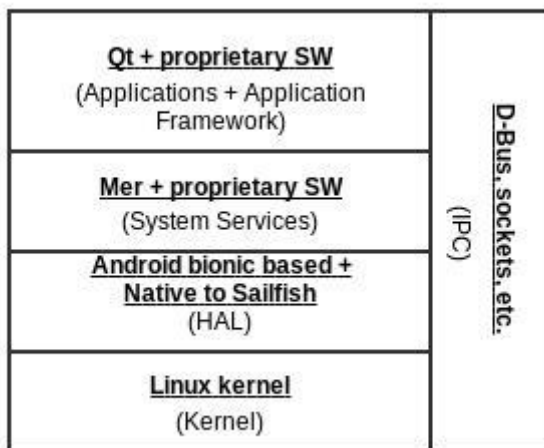 Qt + proprietary SW
(Applications + Application
Framework)
Mer + proprietary SW
(System Services)
Android bionic based +
Native to Sailfish
(HAL)
Linux kernel
(Kernel)
D-Bus, sockets, etc.
(IPC)